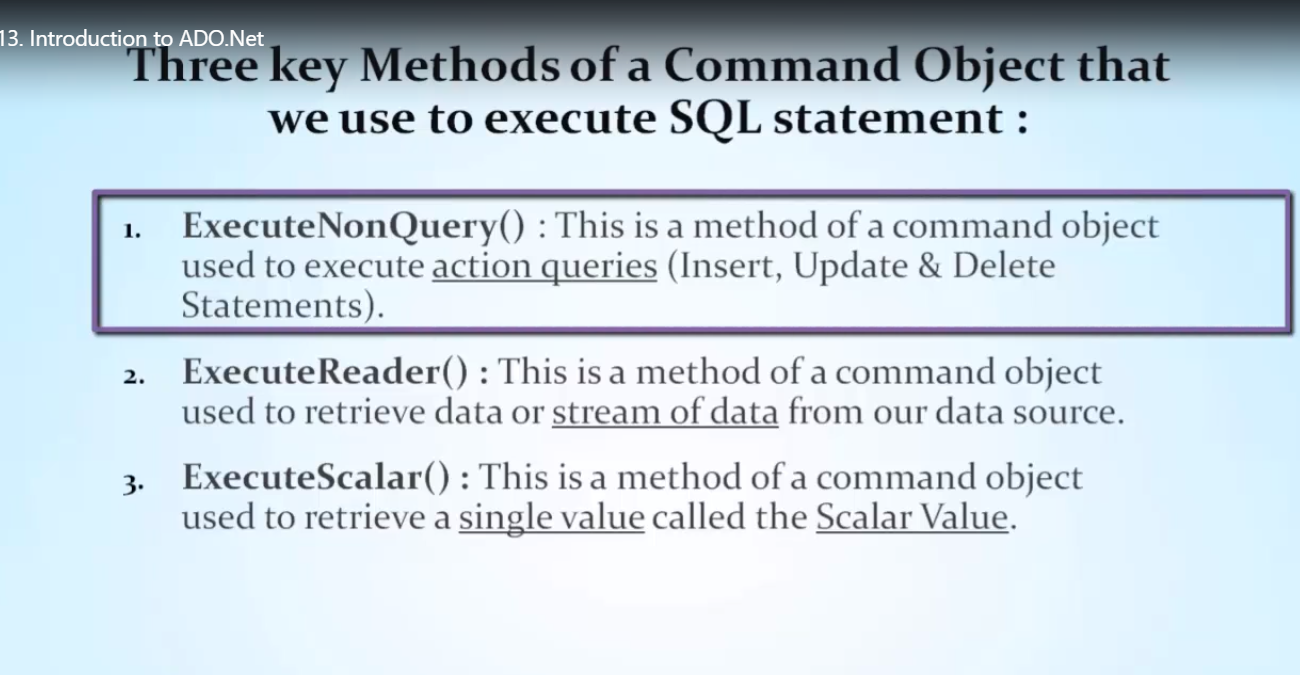 13. Introduction to ADO.Net
Three key Methods of a Command Object that
we use to execute SQL statement :
1. ExecuteNonQuery() : This is a method of a command object
used to execute action queries (Insert, Update & Delete
Statements).
2. ExecuteReader() : This is a method of a command object
used to retrieve data or stream of data from our data source.
3. ExecuteScalar() : This is a method of a command object
used to retrieve a single value called the Scalar Value.